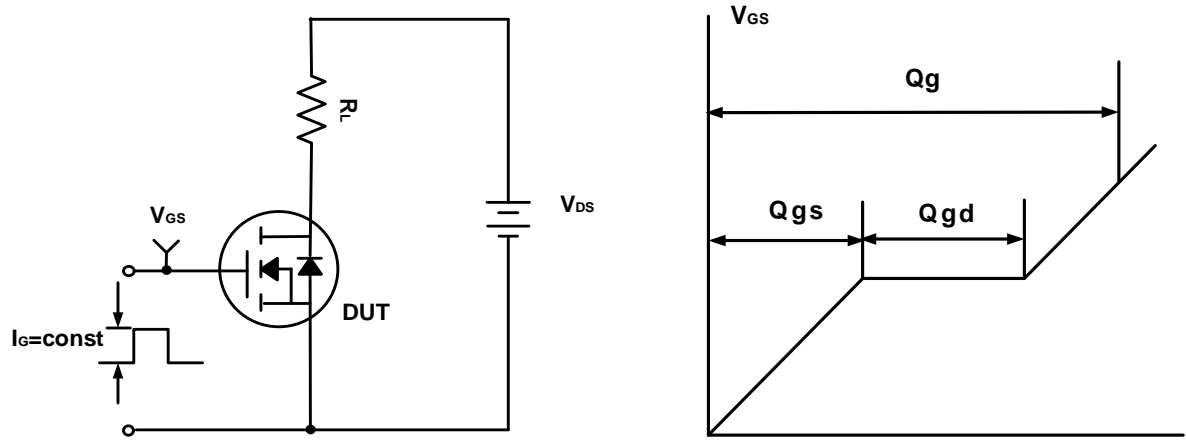 RL
VGS
VDS
DUT
IG=const
VGS
Qg
Qgs
Qgd